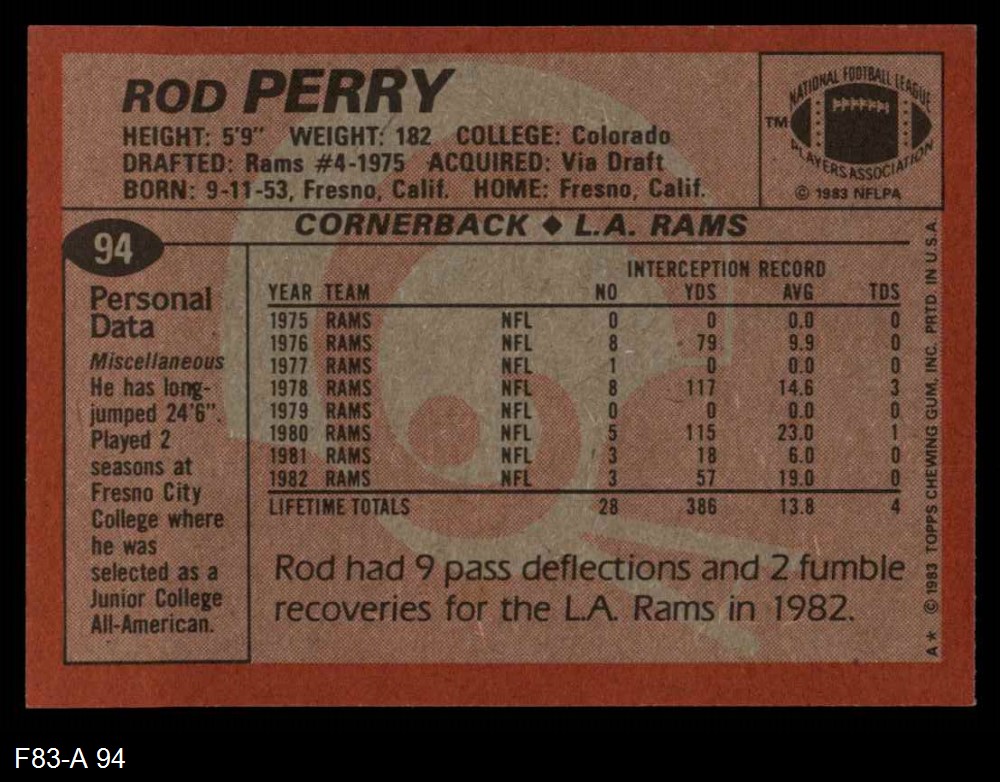 ROD PERRY
HEIGHT: 5'9" WEIGHT: 182 COLLEGE: Colorado
DRAFTED: Rams #4-1975 ACQUIRED: Via Draft
BORN: 9-11-53, Fresno, Calif. HOME: Fresno, Calif.
NATIONAL FOOTBALL LEAGUE
TM
PLAYERS ASSOCIATION
© 1983 NFLPA
CORNERBACK ♦ L.A. RAMS
94
Personal
Data
Miscellaneous
He has long-
jumped 24'6".
Played 2
seasons at
Fresno City
College where
he was
selected as a
Junior College
All-American.
INTERCEPTION RECORD
YEAR TEAM NO YDS AVG TDS
1975 RAMS NFL 0 0 0.0 0
1976 RAMS NFL 8 79 9.9 0
1977 RAMS NFL 1 0 0.0 0
1978 RAMS NFL 8 117 14.6 3
1979 RAMS NFL 0 0 0.0 0
1980 RAMS NFL 5 115 23.0 1
1981 RAMS NFL 3 18 6.0 0
1982 RAMS NFL 3 57 19.0 0
LIFETIME TOTALS 28 386 13.8 4
Rod had 9 pass deflections and 2 fumble
recoveries for the L.A. Rams in 1982.
A* © 1983 TOPPS CHEWING GUM, INC. PRTD. IN U.S.A
F83-A 94